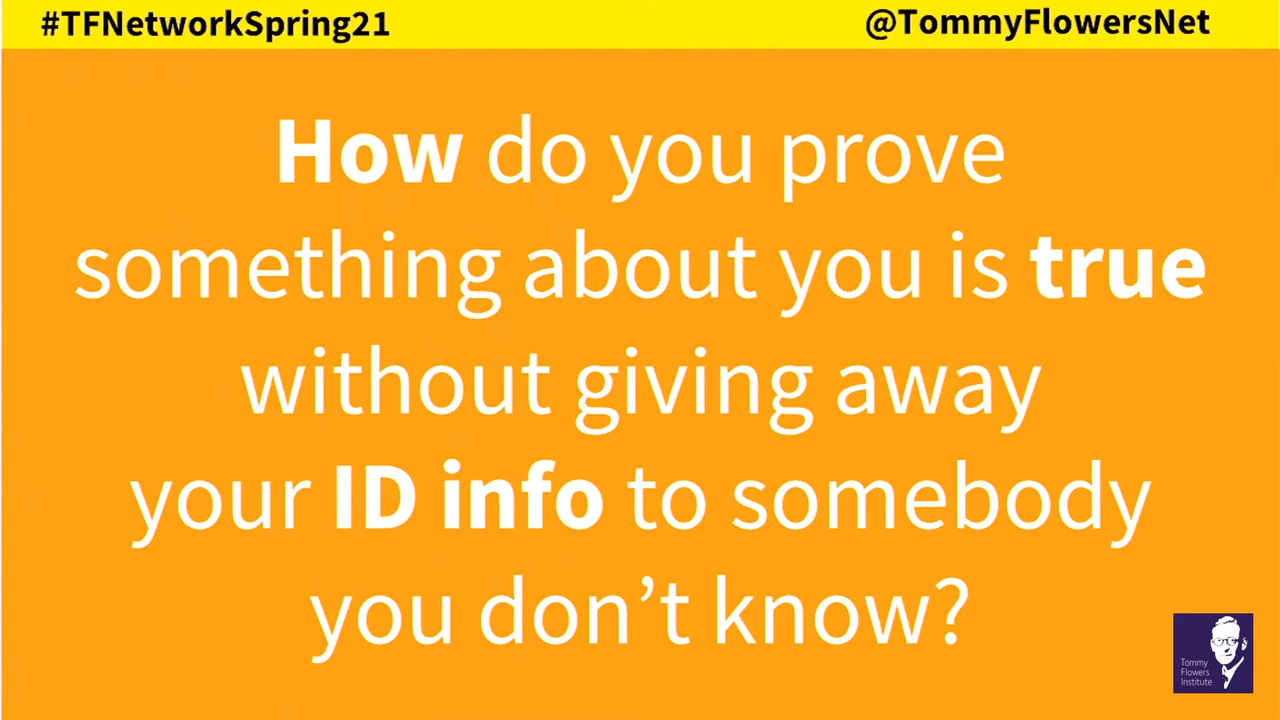 #TFNetworkSpring21
@TommyFlowersNet
How do you prove
something about you is true
without giving away
your ID info to somebody
you don’t know?
Tommy
Flowers
Institute